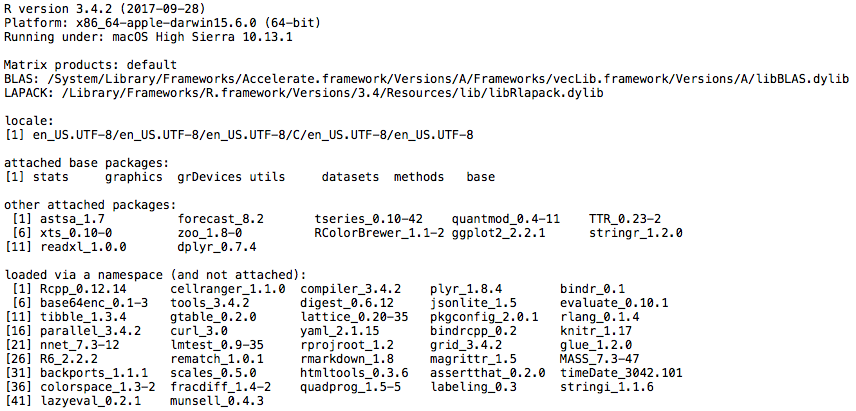 R version 3.4.2 (2017-09-28)
Platform: x86_64-apple-darwin15.6.0 (64-bit)
Running under: macOS High Sierra 10.13.1

Matrix products: default
BLAS: /System/Library/Frameworks/Accelerate.framework/Versions/A/Frameworks/vecLib.framework/Versions/A/libBLAS.dylib
LAPACK: /Library/Frameworks/R.framework/Versions/3.4/Resources/lib/libRlapack.dylib

locale:
[1] en_US.UTF-8/en_US.UTF-8/en_US.UTF-8/C/en_US.UTF-8/en_US.UTF-8

attached base packages:
[1] stats     graphics  grDevices utils     datasets  methods   base

other attached packages:
 [1] astsa_1.7          forecast_8.2       tseries_0.10-42    quantmod_0.4-11    TTR_0.23-2
 [6] xts_0.10-0         zoo_1.8-0          RColorBrewer_1.1-2 ggplot2_2.2.1      stringr_1.2.0
[11] readxl_1.0.0       dplyr_0.7.4

loaded via a namespace (and not attached):
 [1] Rcpp_0.12.14     cellranger_1.1.0 compiler_3.4.2   plyr_1.8.4       bindr_0.1
 [6] base64enc_0.1-3  tools_3.4.2      digest_0.6.12    jsonlite_1.5     evaluate_0.10.1
[11] tibble_1.3.4     gtable_0.2.0     lattice_0.20-35  pkgconfig_2.0.1  rlang_0.1.4
[16] parallel_3.4.2   curl_3.0         yaml_2.1.15      bindrcpp_0.2     knitr_1.17
[21] nnet_7.3-12      lmtest_0.9-35    rprojroot_1.2    grid_3.4.2       glue_1.2.0
[26] R6_2.2.2         rematch_1.0.1    rmarkdown_1.8    magrittr_1.5     MASS_7.3-47
[31] backports_1.1.1  scales_0.5.0     htmltools_0.3.6  assertthat_0.2.0 timeDate_3042.101
[36] colorspace_1.3-2 fracdiff_1.4-2   quadprog_1.5-5   labeling_0.3     stringi_1.1.6
[41] lazyeval_0.2.1   munsell_0.4.3